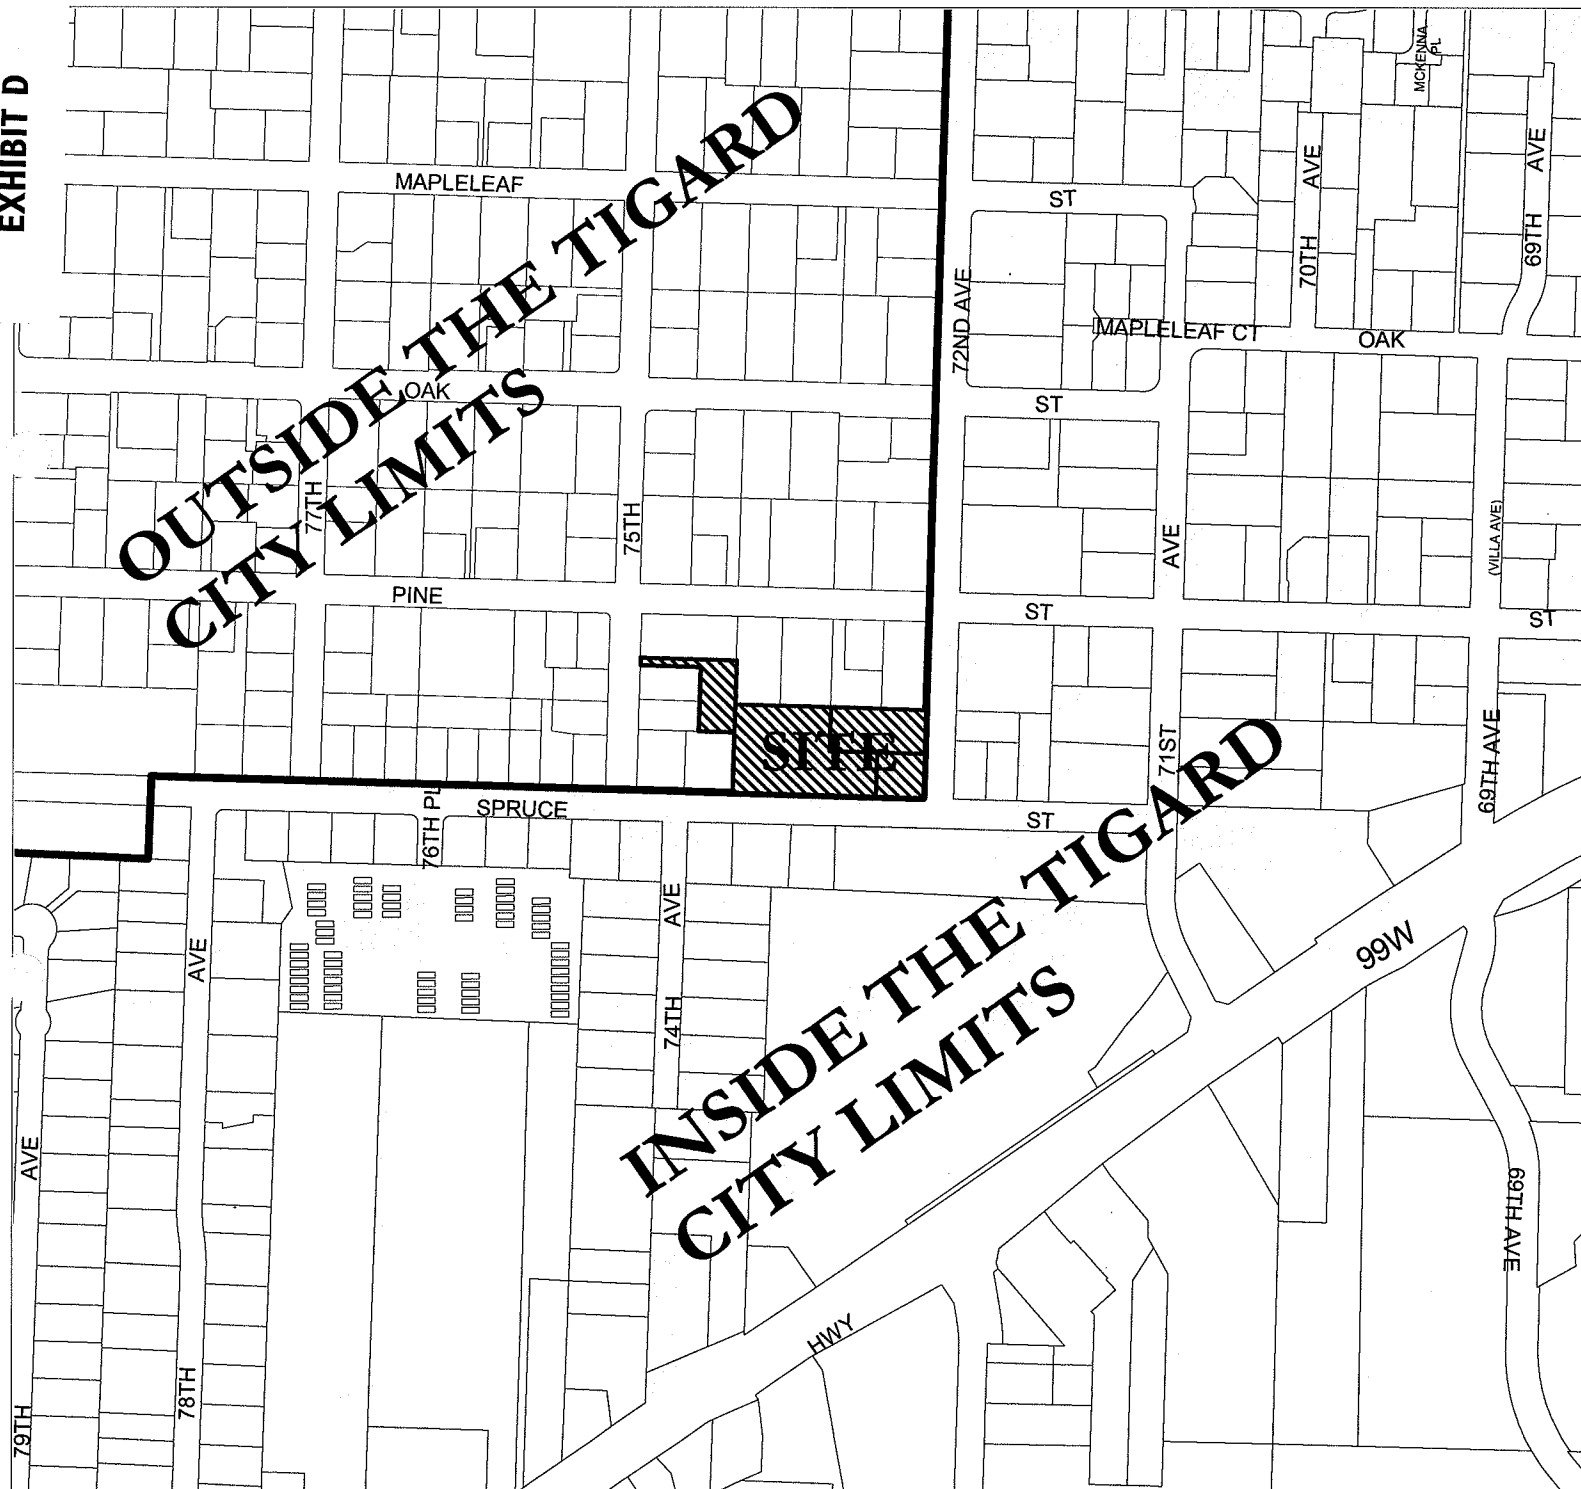 EXHIBIT D
MCKENNA
PL
MAPLELEAF
ST
70TH AVE
69TH AVE
OUTSIDE THE TIGARD
CITY LIMITS
72ND AVE
MAPLELEAF CT
OAK
OAK
ST
77TH
75TH
AVE
(VILLA AVE)
PINE
ST
ST
SITE
71ST
69TH AVE
76TH PL
SPRUCE
ST
AVE
AVE
74TH
INSIDE THE TIGARD
CITY LIMITS
99W
AVE
69TH AVE
HWY
78TH
79TH